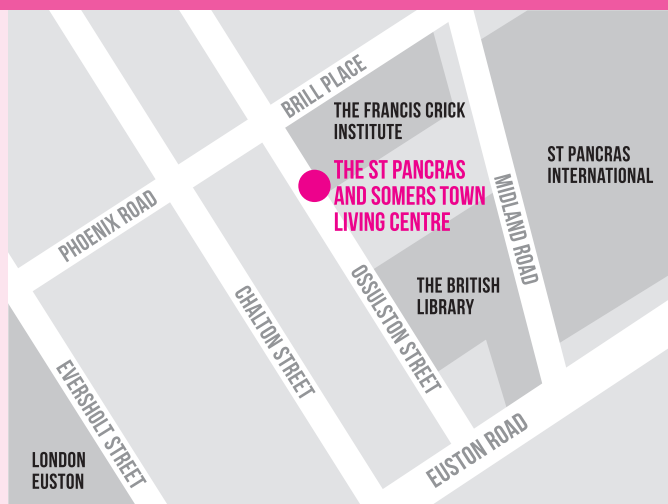 BRILL PLACE
THE FRANCIS CRICK
INSTITUTE
ST PANCRAS
INTERNATIONAL
THE ST PANCRAS
AND SOMERS TOWN
LIVING CENTRE
MIDLAND ROAD
PHOENIX ROAD
THE BRITISH
LIBRARY
OSSULSTON STREET
CHALTON STREET
EVERSHOLT STREET
EUSTON ROAD
LONDON
EUSTON